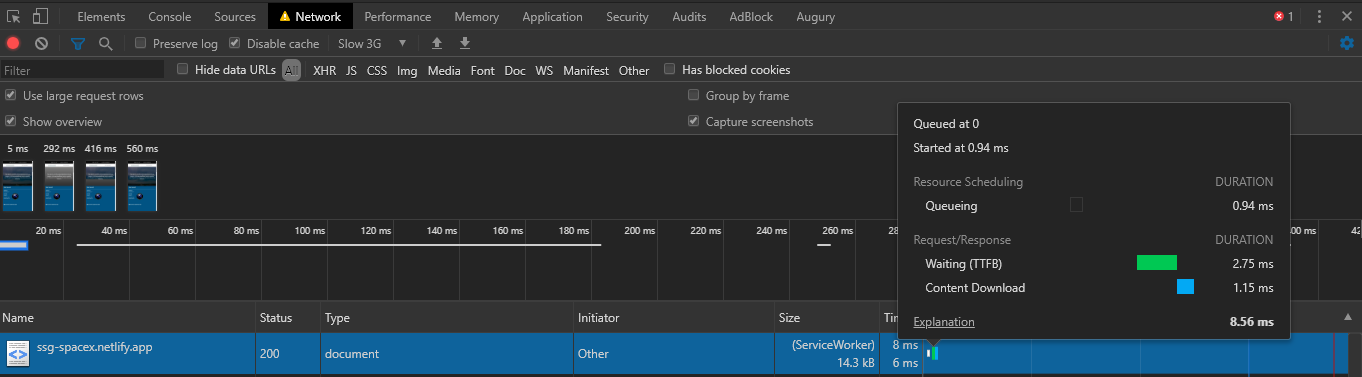 Elements Console Sources Network Performance Memory Application Security Audits AdBlock Augury 1
Preserve log Disable cache Slow 3G
Filter Hide data URLs All XHR JS CSS Img Media Font Doc WS Manifest Other Has blocked cookies
Use large request rows Group by frame
Show overview Capture screenshots
5 ms 292 ms 416 ms 560 ms
20 ms 40 ms 60 ms 80 ms 100 ms 120 ms 140 ms 160 ms 180 ms 200 ms 220 ms 240 ms 260 ms
Queued at 0
Started at 0.94 ms
Resource Scheduling DURATION
Queueing 0.94 ms
Request/Response DURATION
Waiting (TTFB) 2.75 ms
Content Download 1.15 ms
Explanation 8.56 ms
Name Status Type Initiator Size
ssg-spacex.netlify.app 200 document Other (ServiceWorker) 8 ms
14.3 kB 6 ms